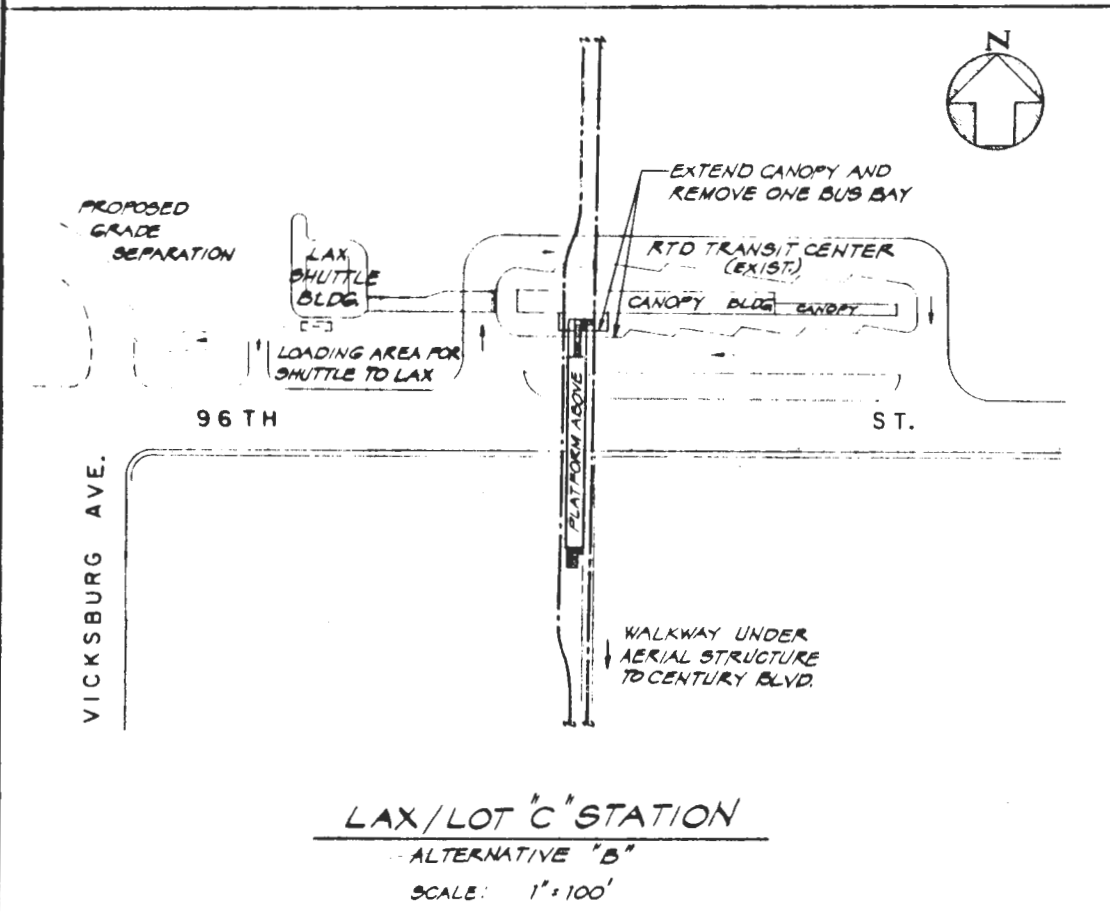 N
EXTEND CANOPY AND
REMOVE ONE BUS BAY
PROPOSED
GRADE
SEPARATION
LAX
SHUTTLE
BLDG.
RTD TRANSIT CENTER
(EXIST.)
CANOPY BLDG CANOPY
LOADING AREA FOR
SHUTTLE TO LAX
PLATFORM ABOVE
96TH ST.
VICKSBURG AVE.
WALKWAY UNDER
AERIAL STRUCTURE
TO CENTURY BLVD.
LAX/LOT "C" STATION
ALTERNATIVE "B"
SCALE: 1"=100'